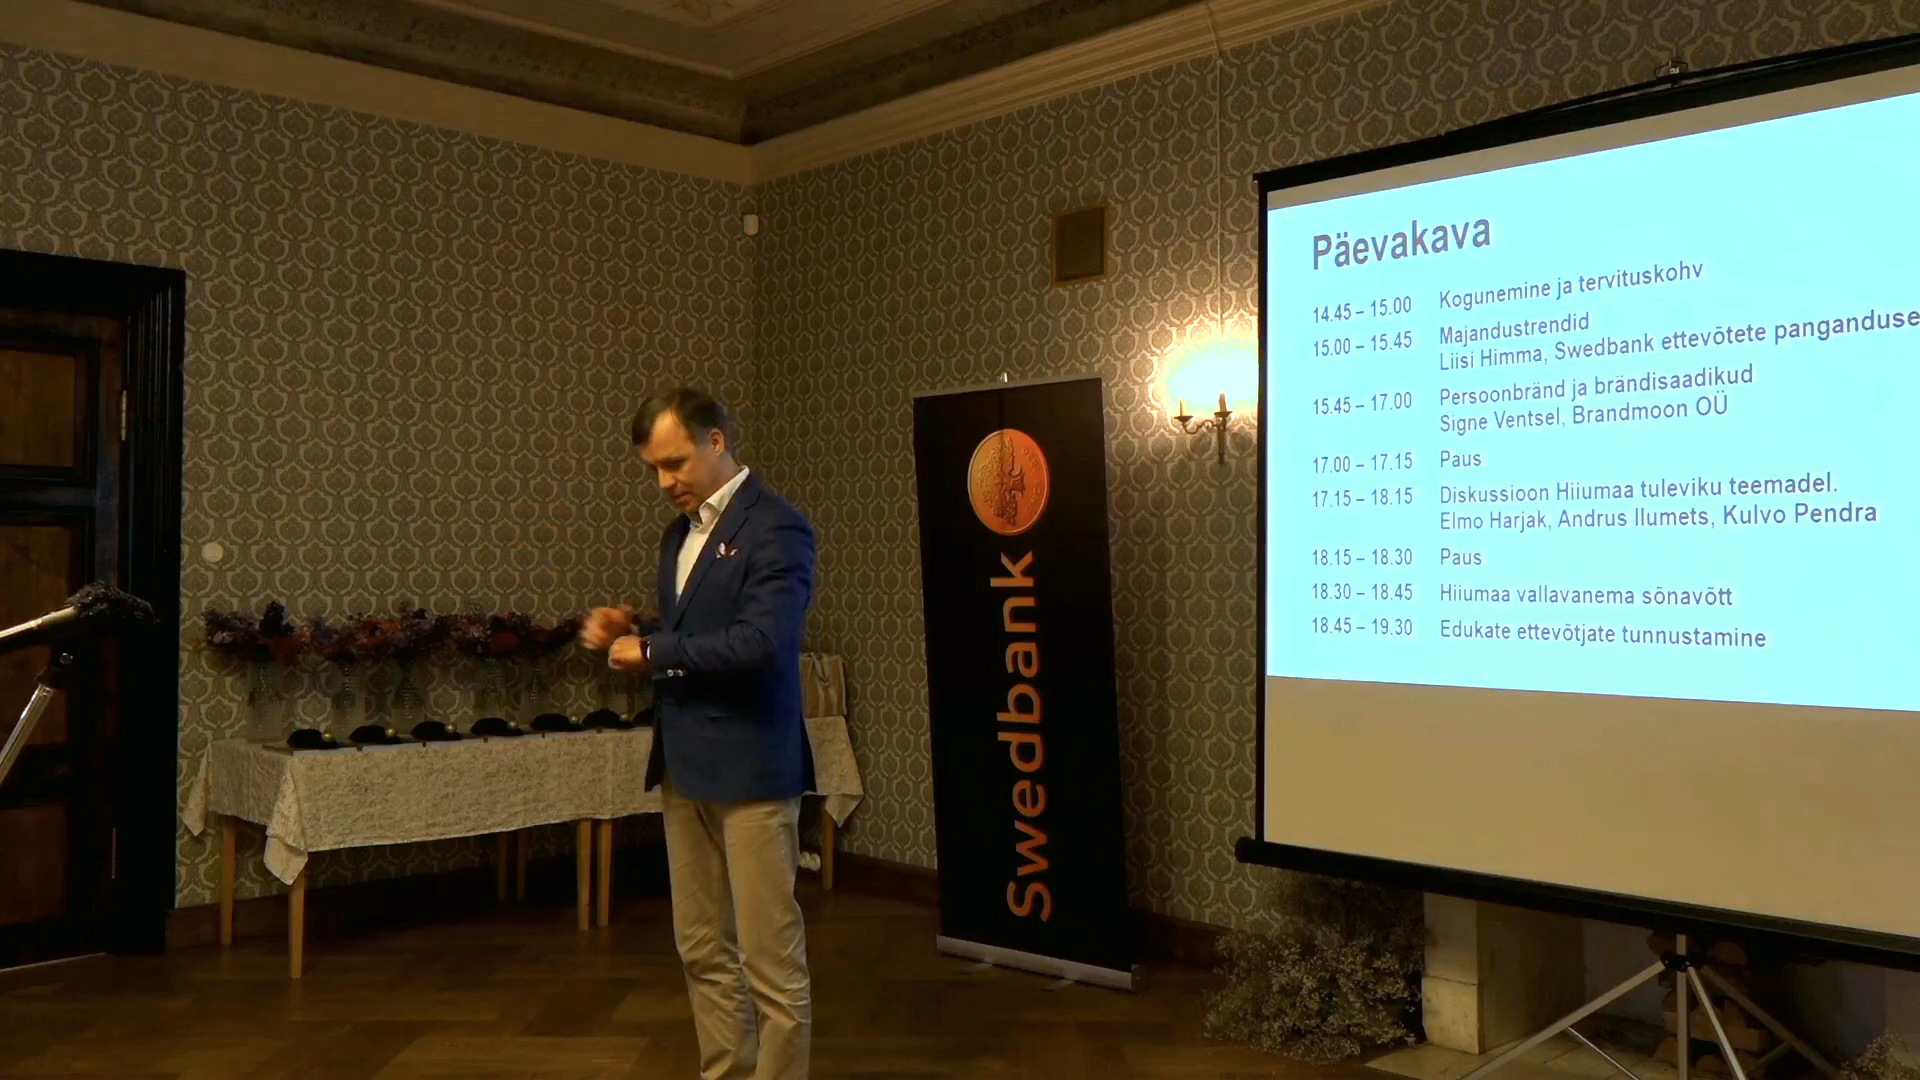 Päevakava
14.45 – 15.00 Kogunemine ja tervituskohv
15.00 – 15.45 Majandustrendid
Liisi Himma, Swedbank ettevõtete panganduse
15.45 – 17.00 Persoonbränd ja brändisaadikud
Signe Ventsel, Brandmoon OÜ
17.00 – 17.15 Paus
17.15 – 18.15 Diskussioon Hiiumaa tuleviku teemadel.
Elmo Harjak, Andrus Ilumets, Kulvo Pendra
18.15 – 18.30 Paus
18.30 – 18.45 Hiiumaa vallavanema sõnavõtt
18.45 – 19.30 Edukate ettevõtjate tunnustamine
Swedbank